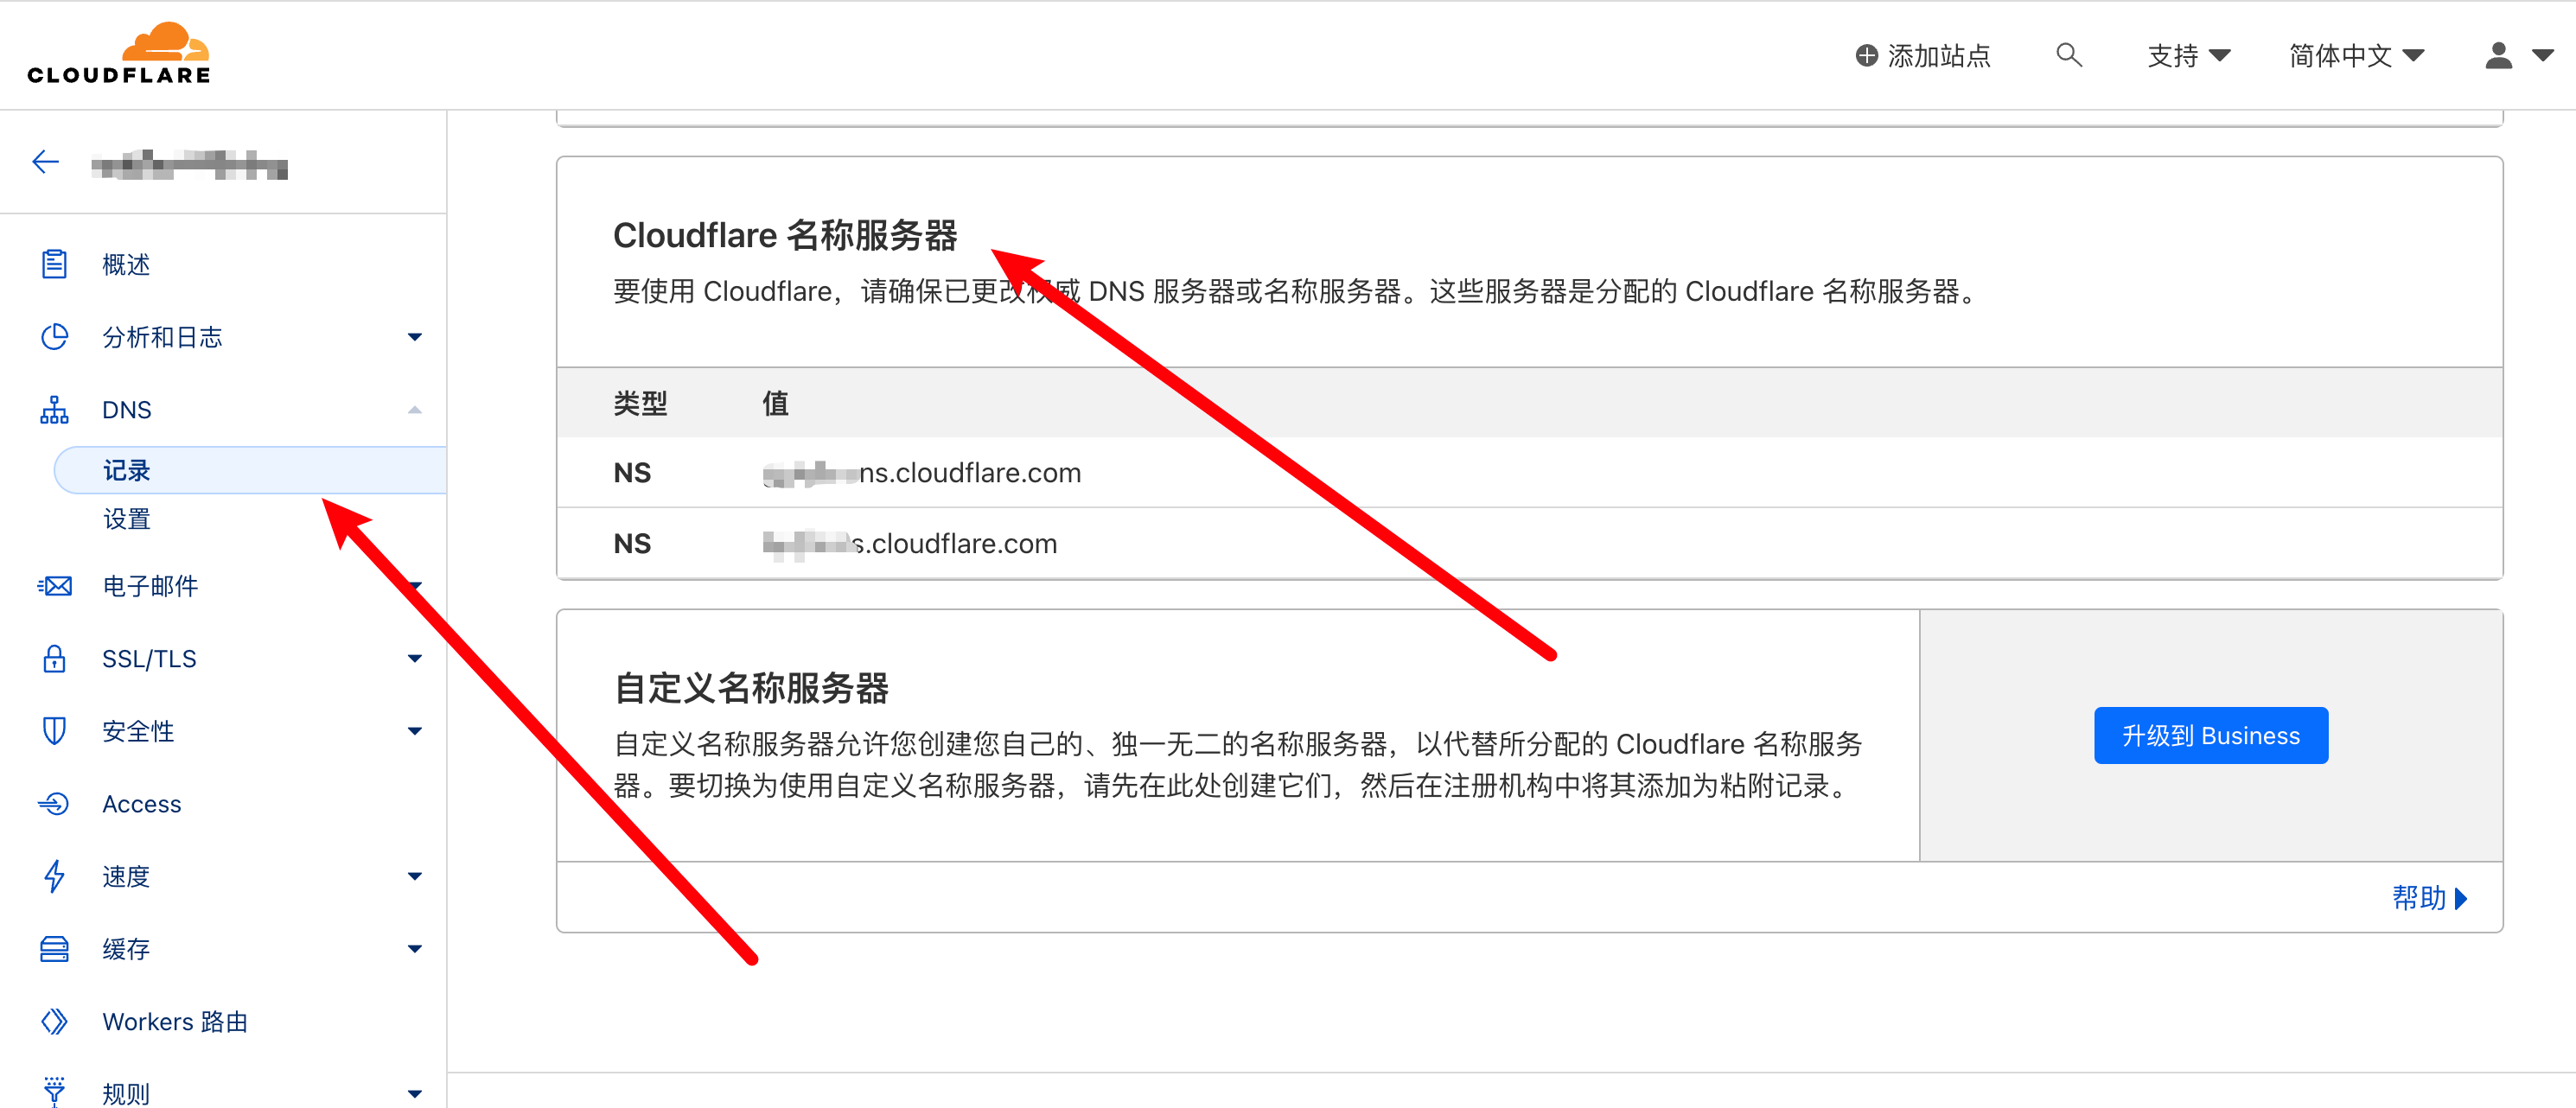 CLOUDFLARE
添加站点
支持
简体中文
概述
分析和日志
DNS
记录
设置
电子邮件
SSL/TLS
安全性
Access
速度
缓存
Workers 路由
规则
Cloudflare 名称服务器
要使用 Cloudflare，请确保已更改权威 DNS 服务器或名称服务器。这些服务器是分配的 Cloudflare 名称服务器。
类型 值
NS ns.cloudflare.com
NS s.cloudflare.com
自定义名称服务器
自定义名称服务器允许您创建您自己的、独一无二的名称服务器，以代替所分配的 Cloudflare 名称服务
器。要切换为使用自定义名称服务器，请先在此处创建它们，然后在注册机构中将其添加为粘附记录。
升级到 Business
帮助